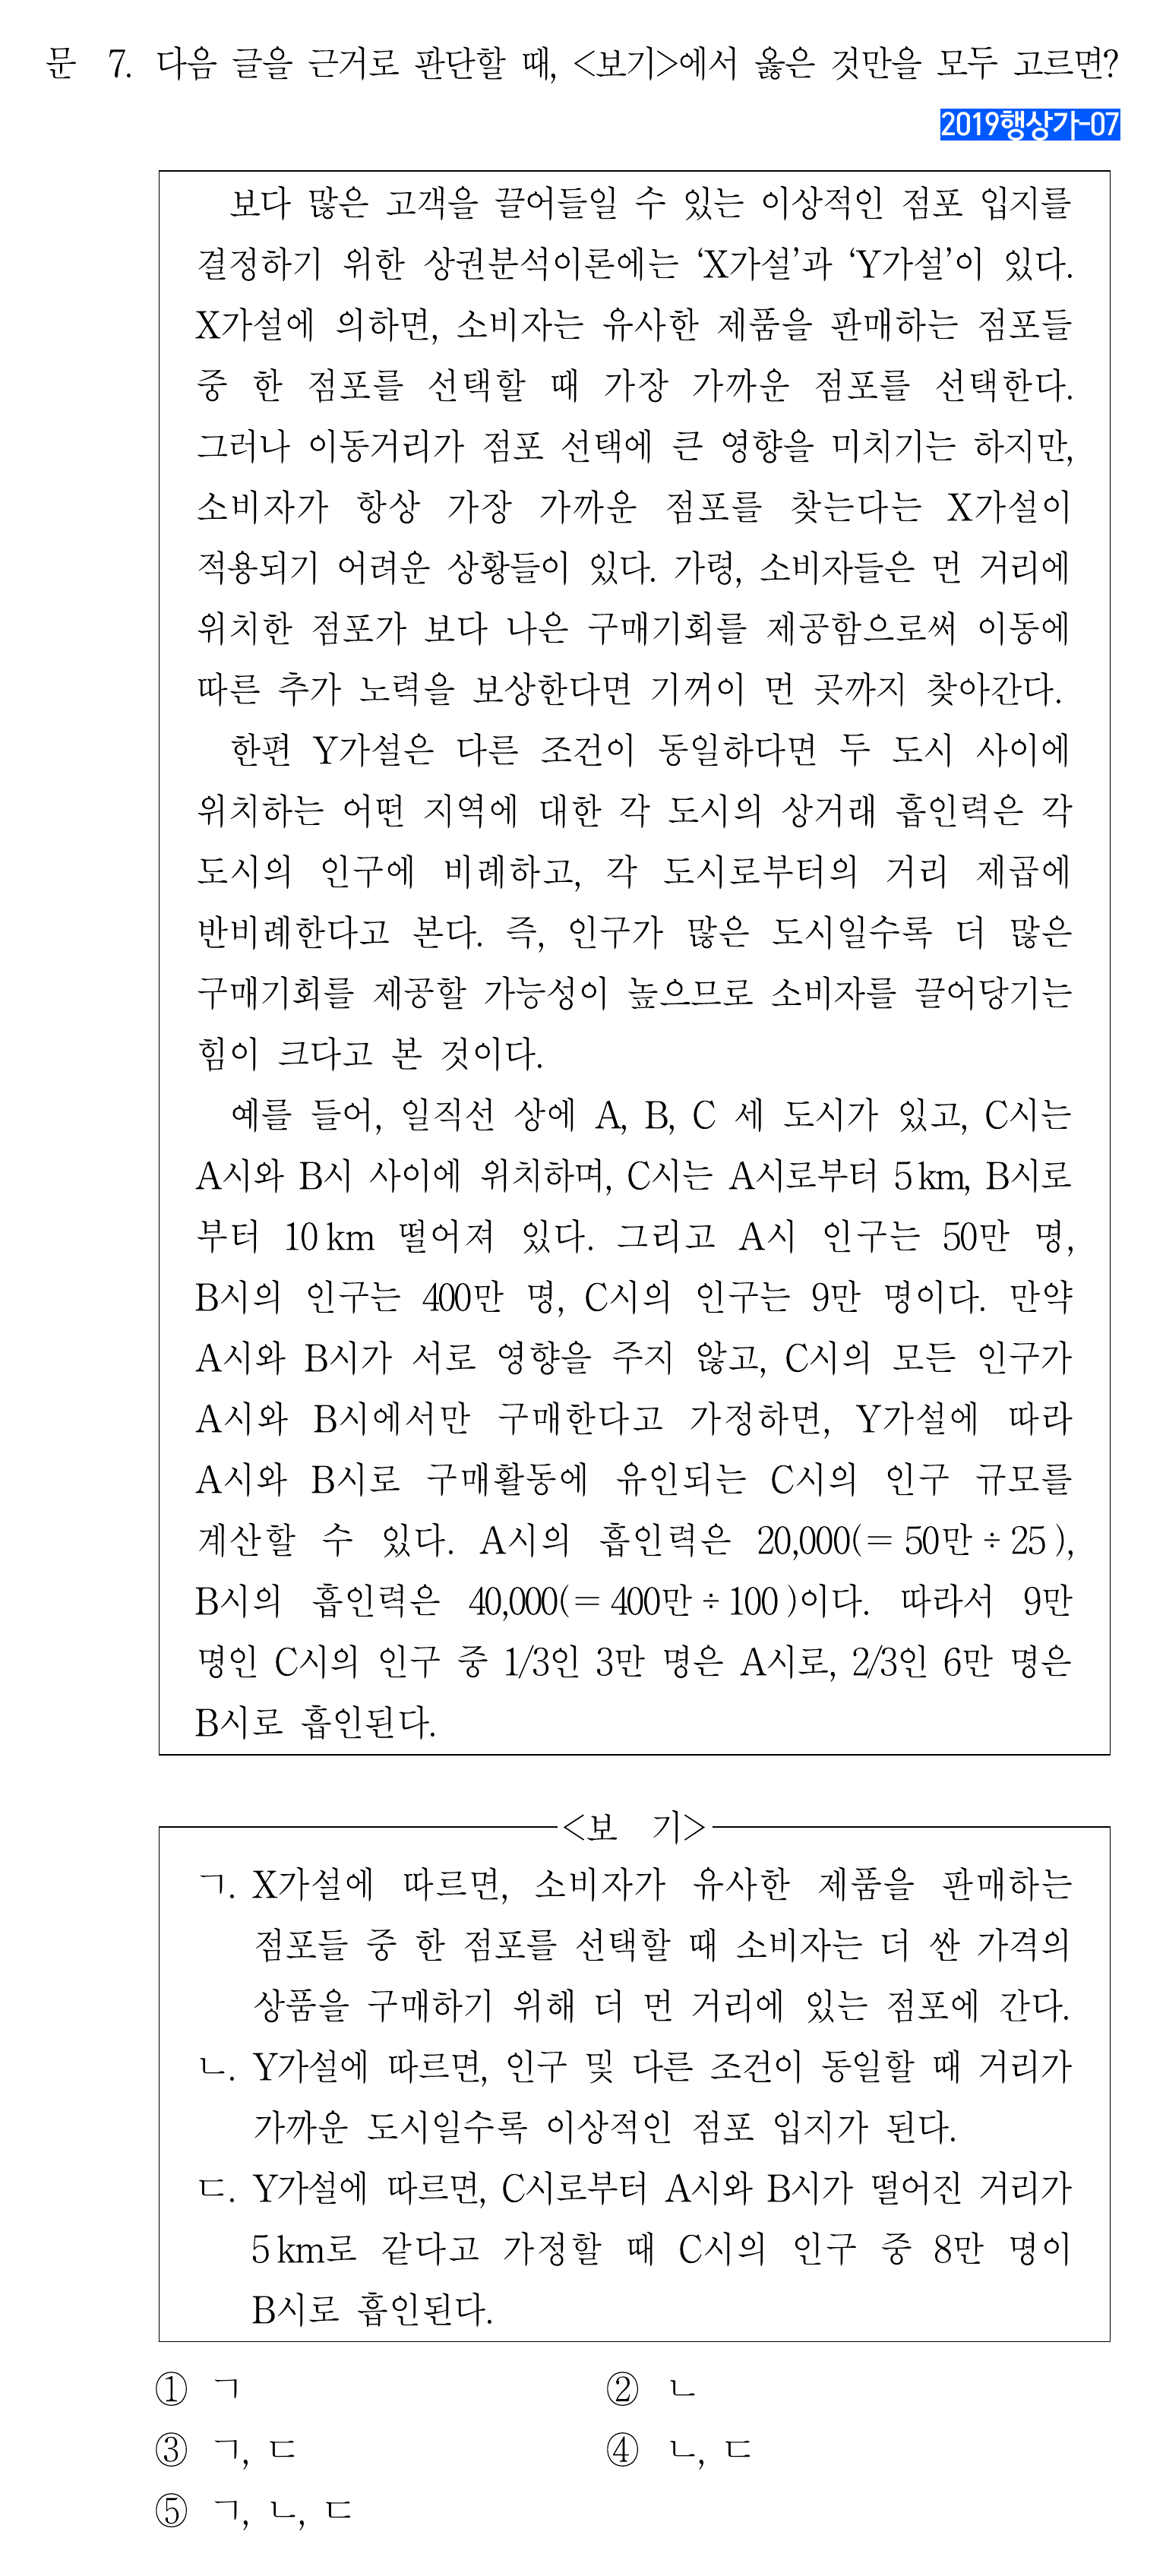 문 7. 다음 글을 근거로 판단할 때, <보기>에서 옳은 것만을 모두 고르면?
2019행상가-07
보다 많은 고객을 끌어들일 수 있는 이상적인 점포 입지를
결정하기 위한 상권분석이론에는 ‘X가설’과 ‘Y가설’이 있다.
X가설에 의하면, 소비자는 유사한 제품을 판매하는 점포들
중 한 점포를 선택할 때 가장 가까운 점포를 선택한다.
그러나 이동거리가 점포 선택에 큰 영향을 미치기는 하지만,
소비자가 항상 가장 가까운 점포를 찾는다는 X가설이
적용되기 어려운 상황들이 있다. 가령, 소비자들은 먼 거리에
위치한 점포가 보다 나은 구매기회를 제공함으로써 이동에
따른 추가 노력을 보상한다면 기꺼이 먼 곳까지 찾아간다.
한편 Y가설은 다른 조건이 동일하다면 두 도시 사이에
위치하는 어떤 지역에 대한 각 도시의 상거래 흡인력은 각
도시의 인구에 비례하고, 각 도시로부터의 거리 제곱에
반비례한다고 본다. 즉, 인구가 많은 도시일수록 더 많은
구매기회를 제공할 가능성이 높으므로 소비자를 끌어당기는
힘이 크다고 본 것이다.
예를 들어, 일직선 상에 A, B, C 세 도시가 있고, C시는
A시와 B시 사이에 위치하며, C시는 A시로부터 5 km, B시로
부터 10 km 떨어져 있다. 그리고 A시 인구는 50만 명,
B시의 인구는 400만 명, C시의 인구는 9만 명이다. 만약
A시와 B시가 서로 영향을 주지 않고, C시의 모든 인구가
A시와 B시에서만 구매한다고 가정하면, Y가설에 따라
A시와 B시로 구매활동에 유인되는 C시의 인구 규모를
계산할 수 있다. A시의 흡인력은 20,000(= 50만 ÷ 25 ),
B시의 흡인력은 40,000(= 400만 ÷ 100 )이다. 따라서 9만
명인 C시의 인구 중 1/3인 3만 명은 A시로, 2/3인 6만 명은
B시로 흡인된다.
<보 기>
ㄱ. X가설에 따르면, 소비자가 유사한 제품을 판매하는
점포들 중 한 점포를 선택할 때 소비자는 더 싼 가격의
상품을 구매하기 위해 더 먼 거리에 있는 점포에 간다.
ㄴ. Y가설에 따르면, 인구 및 다른 조건이 동일할 때 거리가
가까운 도시일수록 이상적인 점포 입지가 된다.
ㄷ. Y가설에 따르면, C시로부터 A시와 B시가 떨어진 거리가
5 km로 같다고 가정할 때 C시의 인구 중 8만 명이
B시로 흡인된다.
① ㄱ ② ㄴ
③ ㄱ, ㄷ ④ ㄴ, ㄷ
⑤ ㄱ, ㄴ, ㄷ